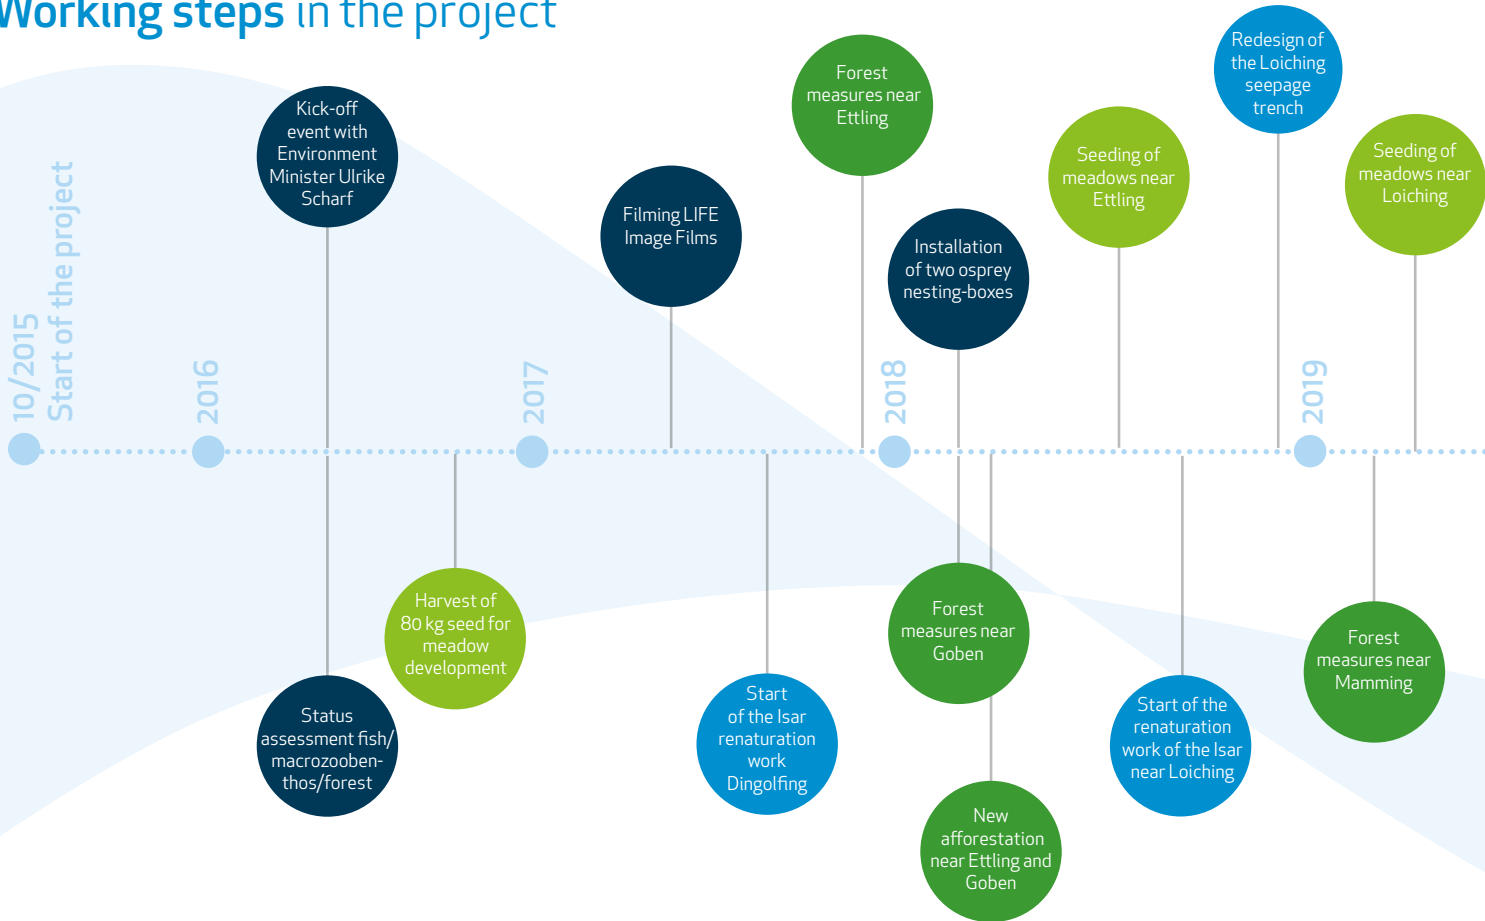 Working steps in the project
10/2015
Start of the project
2016
2017
2018
2019
Kick-off
event with
Environment
Minister Ulrike
Scharf
Status
assessment fish/
macrozooben-
thos/forest
Harvest of
80 kg seed for
meadow
development
Filming LIFE
Image Films
Start
of the Isar
renaturation
work
Dingolfing
Forest
measures near
Ettling
Installation
of two osprey
nesting-boxes
Forest
measures near
Goben
New
afforestation
near Ettling and
Goben
Seeding of
meadows near
Ettling
Start of the
renaturation
work of the Isar
near Loiching
Redesign of
the Loiching
seepage
trench
Forest
measures near
Mamming
Seeding of
meadows near
Loiching